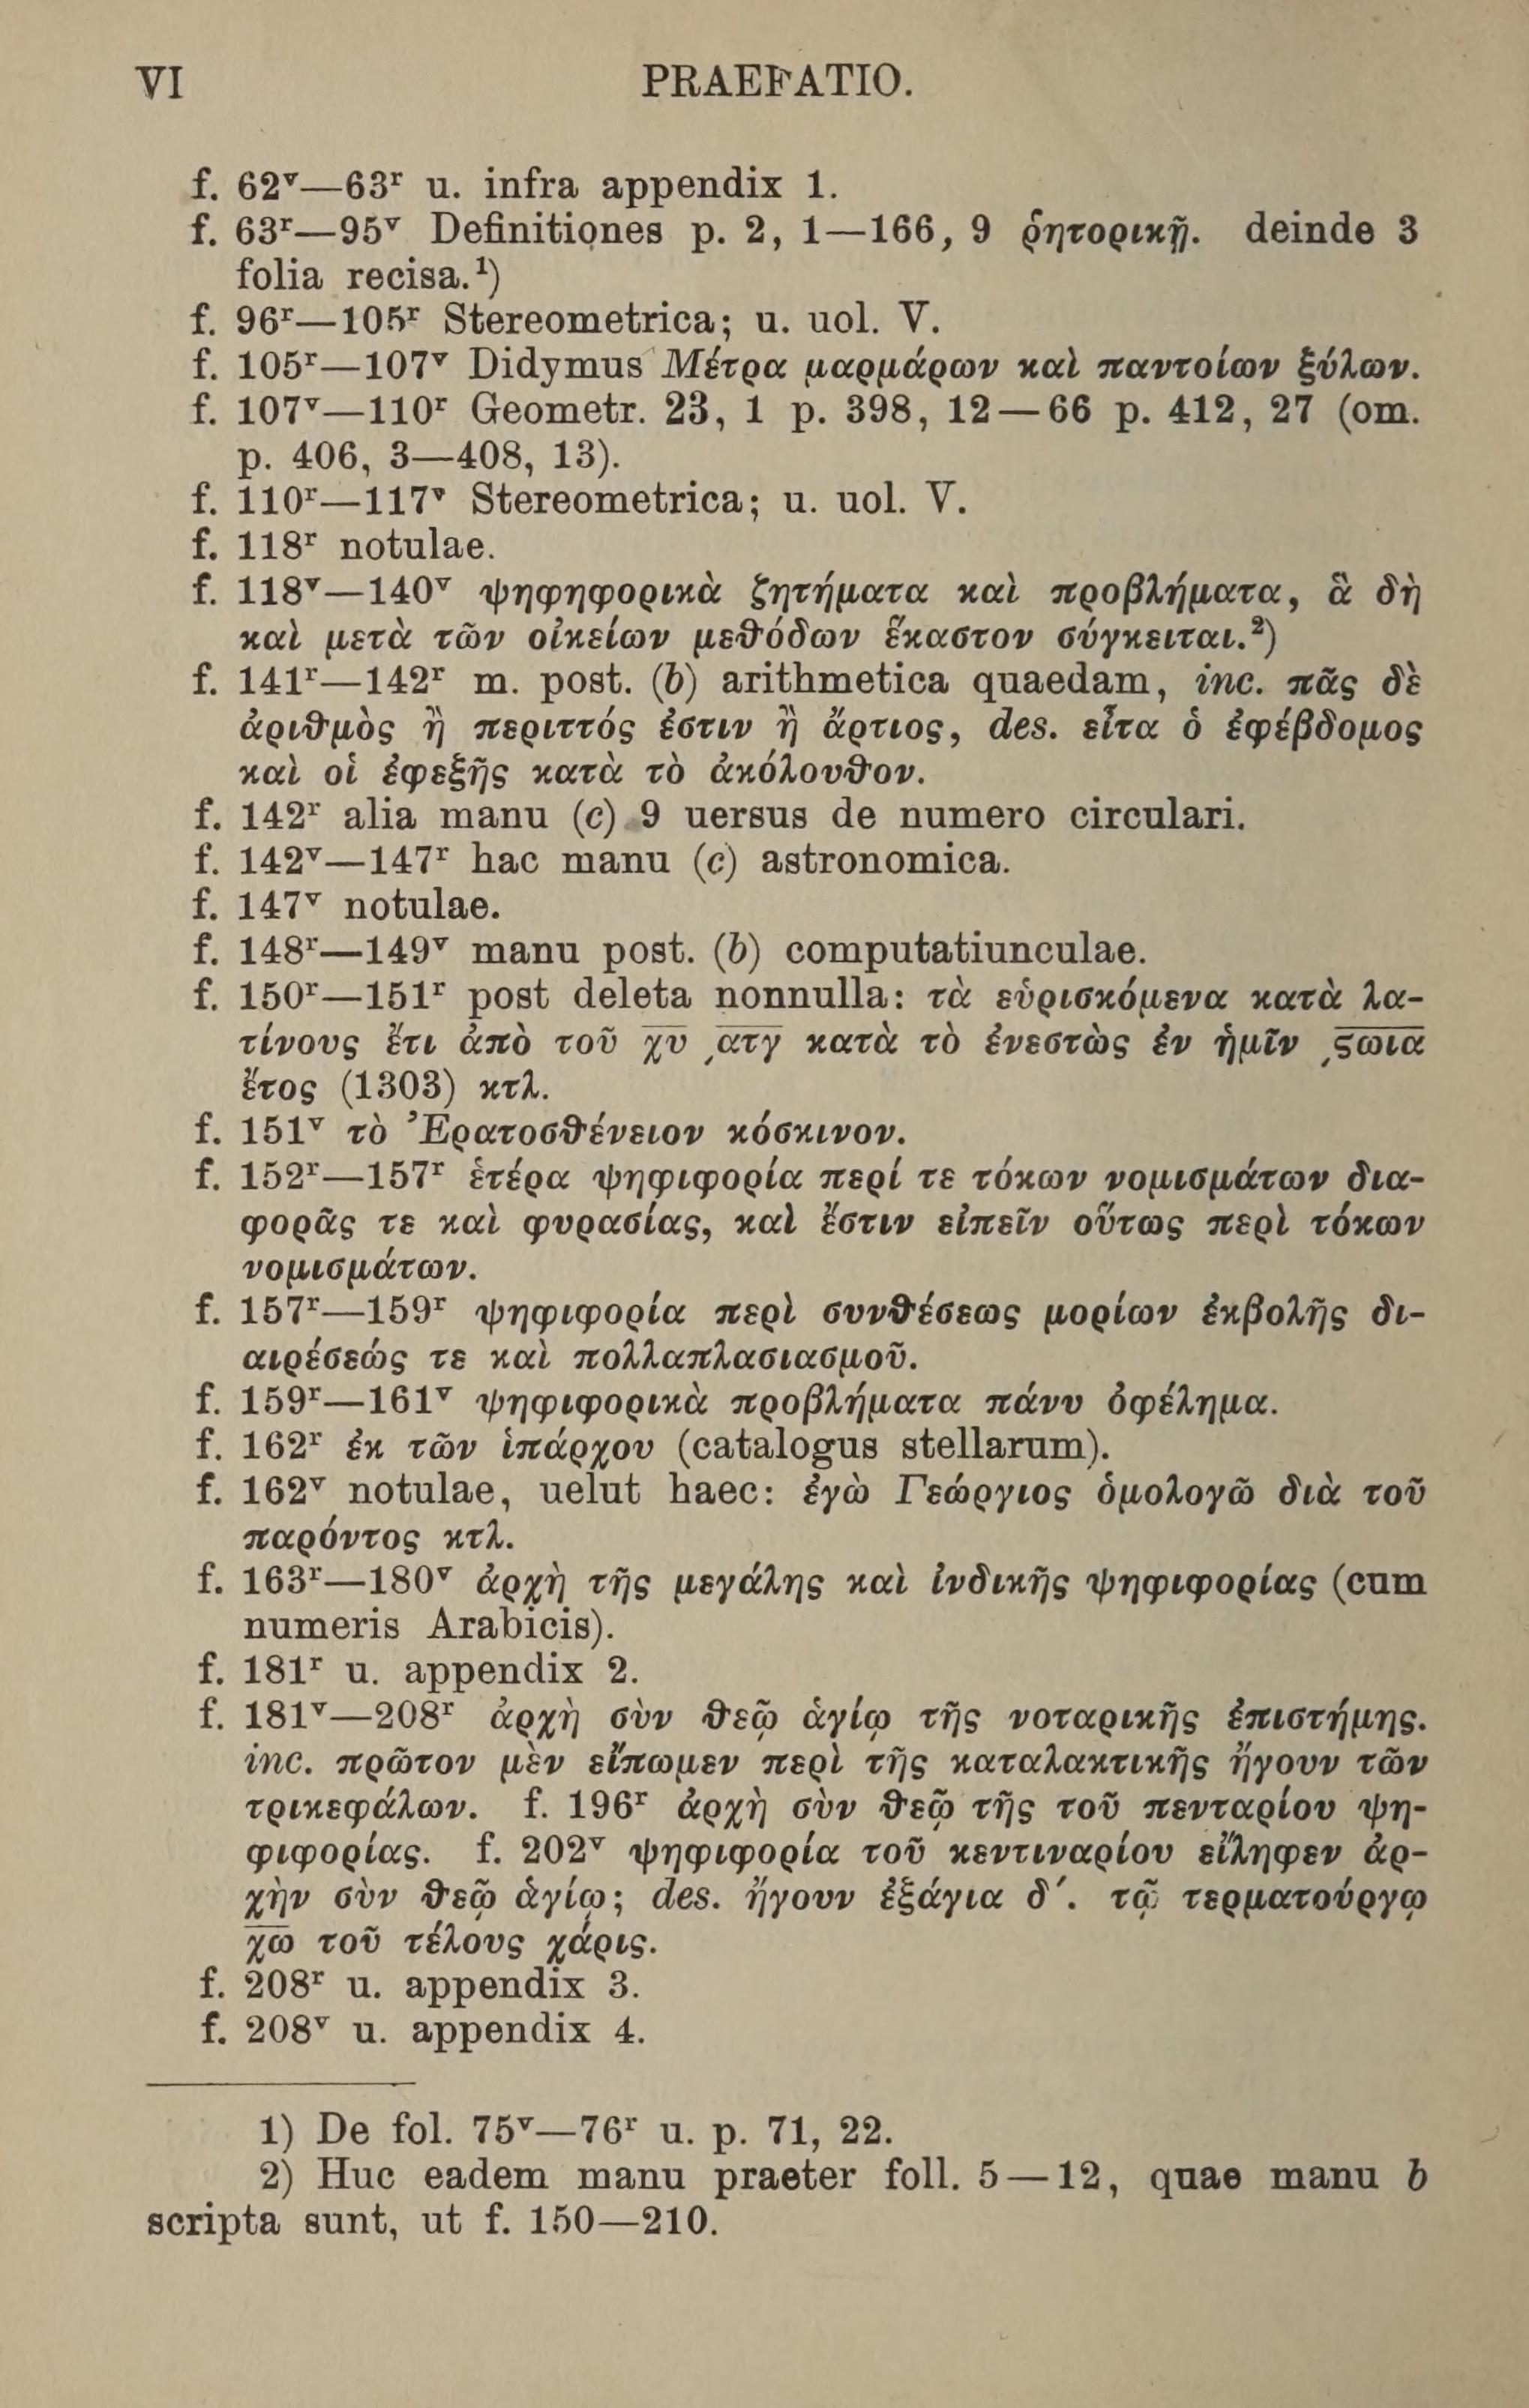 VI PRAEFATIO.
f. 62ᵛ—63ʳ u. infra appendix 1.
f. 63ʳ—95ᵛ Definitiones p. 2, 1—166, 9 ῥητορικῇ. deinde 3
folia recisa.¹)
f. 96ʳ—105ʳ Stereometrica; u. uol. V.
f. 105ʳ—107ᵛ Didymus Μέτρα μαρμάρων καὶ παντοίων ξύλων.
f. 107ᵛ—110ʳ Geometr. 23, 1 p. 398, 12—66 p. 412, 27 (om.
p. 406, 3—408, 13).
f. 110ʳ—117ᵛ Stereometrica; u. uol. V.
f. 118ʳ notulae.
f. 118ᵛ—140ᵛ ψηφηφορικὰ ζητήματα καὶ προβλήματα, ἃ δὴ
καὶ μετὰ τῶν οἰκείων μεθόδων ἕκαστον σύγκειται.²)
f. 141ʳ—142ʳ m. post. (b) arithmetica quaedam, inc. πᾶς δὲ
ἀριθμὸς ἢ περιττός ἐστιν ἢ ἄρτιος, des. εἶτα ὁ ἐφέβδομος
καὶ οἱ ἐφεξῆς κατὰ τὸ ἀκόλουθον.
f. 142ʳ alia manu (c) 9 uersus de numero circulari.
f. 142ᵛ—147ʳ hac manu (c) astronomica.
f. 147ᵛ notulae.
f. 148ʳ—149ᵛ manu post. (b) computatiunculae.
f. 150ʳ—151ʳ post deleta nonnulla: τὰ εὑρισκόμενα κατὰ λα-
τίνους ἔτι ἀπὸ τοῦ χ̅υ̅ ͵α̅τ̅γ̅ κατὰ τὸ ἐνεστὼς ἐν ἡμῖν ͵ς̅ω̅ι̅α̅
ἔτος (1303) κτλ.
f. 151ᵛ τὸ Ἐρατοσθένειον κόσκινον.
f. 152ʳ—157ʳ ἑτέρα ψηφιφορία περί τε τόκων νομισμάτων δια-
φορᾶς τε καὶ φυρασίας, καὶ ἔστιν εἰπεῖν οὕτως περὶ τόκων
νομισμάτων.
f. 157ʳ—159ʳ ψηφιφορία περὶ συνθέσεως μορίων ἐκβολῆς δι-
αιρέσεώς τε καὶ πολλαπλασιασμοῦ.
f. 159ʳ—161ᵛ ψηφιφορικὰ προβλήματα πάνυ ὀφέλημα.
f. 162ʳ ἐκ τῶν ἱπάρχου (catalogus stellarum).
f. 162ᵛ notulae, uelut haec: ἐγὼ Γεώργιος ὁμολογῶ διὰ τοῦ
παρόντος κτλ.
f. 163ʳ—180ᵛ ἀρχὴ τῆς μεγάλης καὶ ἰνδικῆς ψηφιφορίας (cum
numeris Arabicis).
f. 181ʳ u. appendix 2.
f. 181ᵛ—208ʳ ἀρχὴ σὺν θεῷ ἁγίῳ τῆς νοταρικῆς ἐπιστήμης.
inc. πρῶτον μὲν εἴπωμεν περὶ τῆς καταλακτικῆς ἤγουν τῶν
τρικεφάλων. f. 196ʳ ἀρχὴ σὺν θεῷ τῆς τοῦ πενταρίου ψη-
φιφορίας. f. 202ᵛ ψηφιφορία τοῦ κεντιναρίου εἴληφεν ἀρ-
χὴν σὺν θεῷ ἁγίῳ; des. ἤγουν ἐξάγια δʹ. τῷ τερματούργῳ
χ̅ω̅ τοῦ τέλους χάρις.
f. 208ʳ u. appendix 3.
f. 208ᵛ u. appendix 4.
1) De fol. 75ᵛ—76ʳ u. p. 71, 22.
2) Huc eadem manu praeter foll. 5—12, quae manu b
scripta sunt, ut f. 150—210.